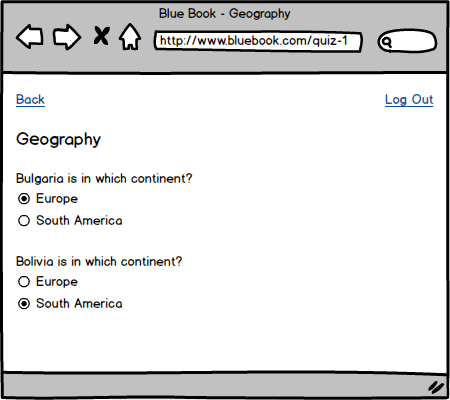 Blue Book - Geography
http://www.bluebook.com/quiz-1
Back
Log Out
Geography
Bulgaria is in which continent?
Europe
South America
Bolivia is in which continent?
Europe
South America